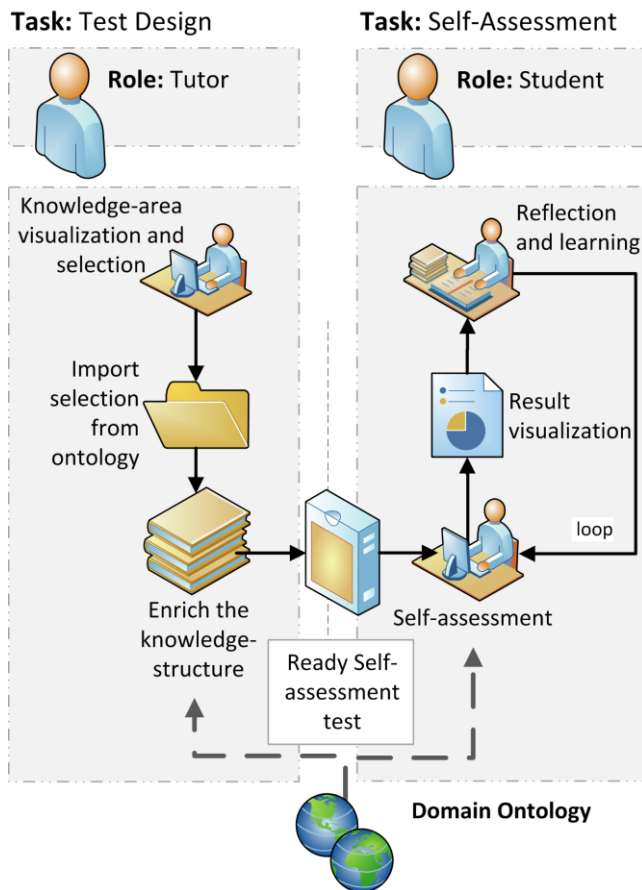 Task: Test Design
Role: Tutor
Knowledge-area
visualization and
selection
Import
selection
from
ontology
Enrich the
knowledge-
structure
Ready Self-
assessment
test
Task: Self-Assessment
Role: Student
Reflection
and learning
Result
visualization
loop
Self-assessment
Domain Ontology